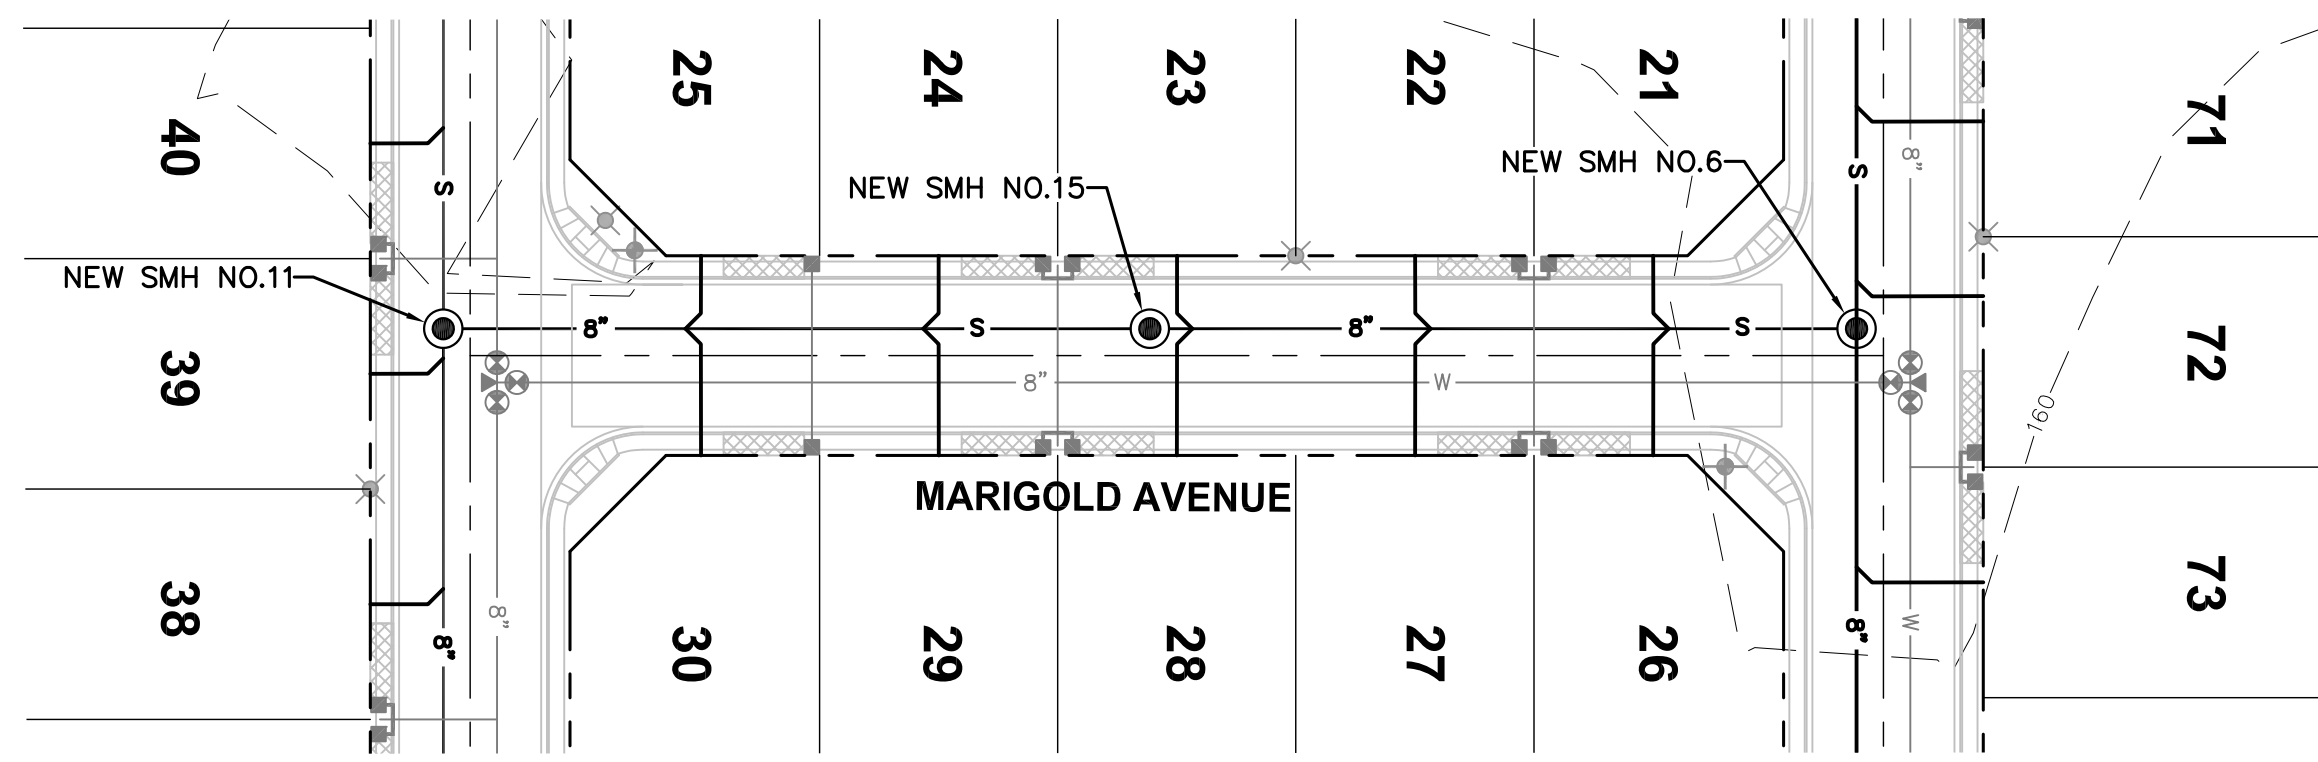 25
24
23
22
21
71
40
NEW SMH NO.6
8"
S
NEW SMH NO.15
S
NEW SMH NO.11
8"
S
8"
S
39
8"
W
72
160
MARIGOLD AVENUE
38
8"
8"
30
29
28
27
26
8"
W
73